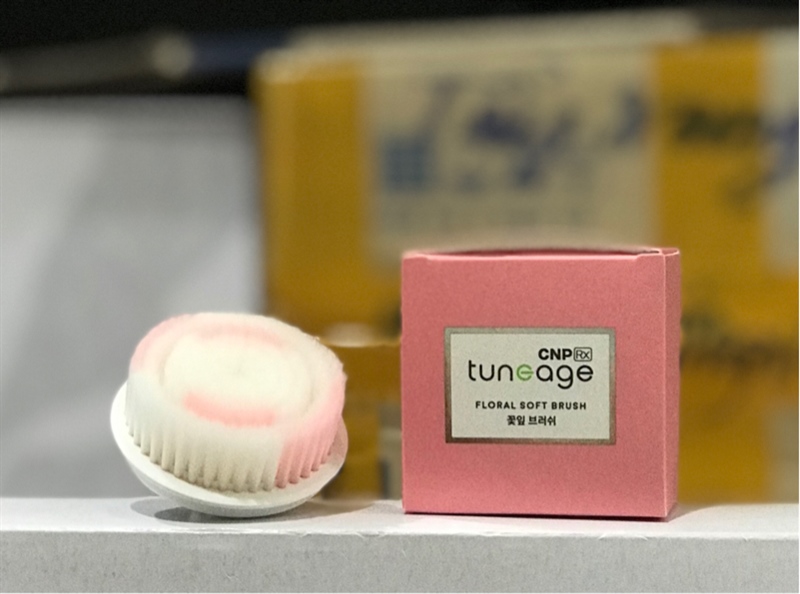 CNP Rx
tuneage
FLORAL SOFT BRUSH
꽃잎 브러쉬